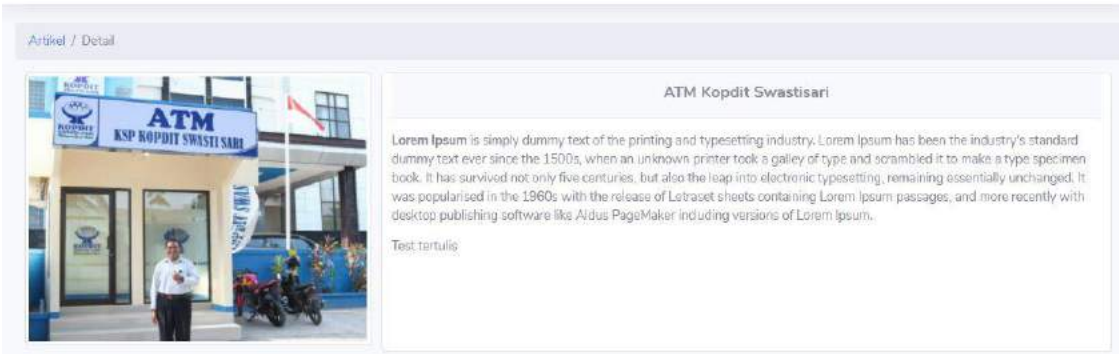 Artikel / Detail
KOPDIT
ATM
KSP KOPDIT SWASTI SARI
KOPDIT
ATM Kopdit Swastisari
Lorem Ipsum is simply dummy text of the printing and typesetting industry. Lorem Ipsum has been the industry's standard
dummy text ever since the 1500s, when an unknown printer took a galley of type and scrambled it to make a type specimen
book. It has survived not only five centuries, but also the leap into electronic typesetting, remaining essentially unchanged. It
was popularised in the 1960s with the release of Letraset sheets containing Lorem Ipsum passages, and more recently with
desktop publishing software like Aldus PageMaker including versions of Lorem Ipsum.
Test tertulis